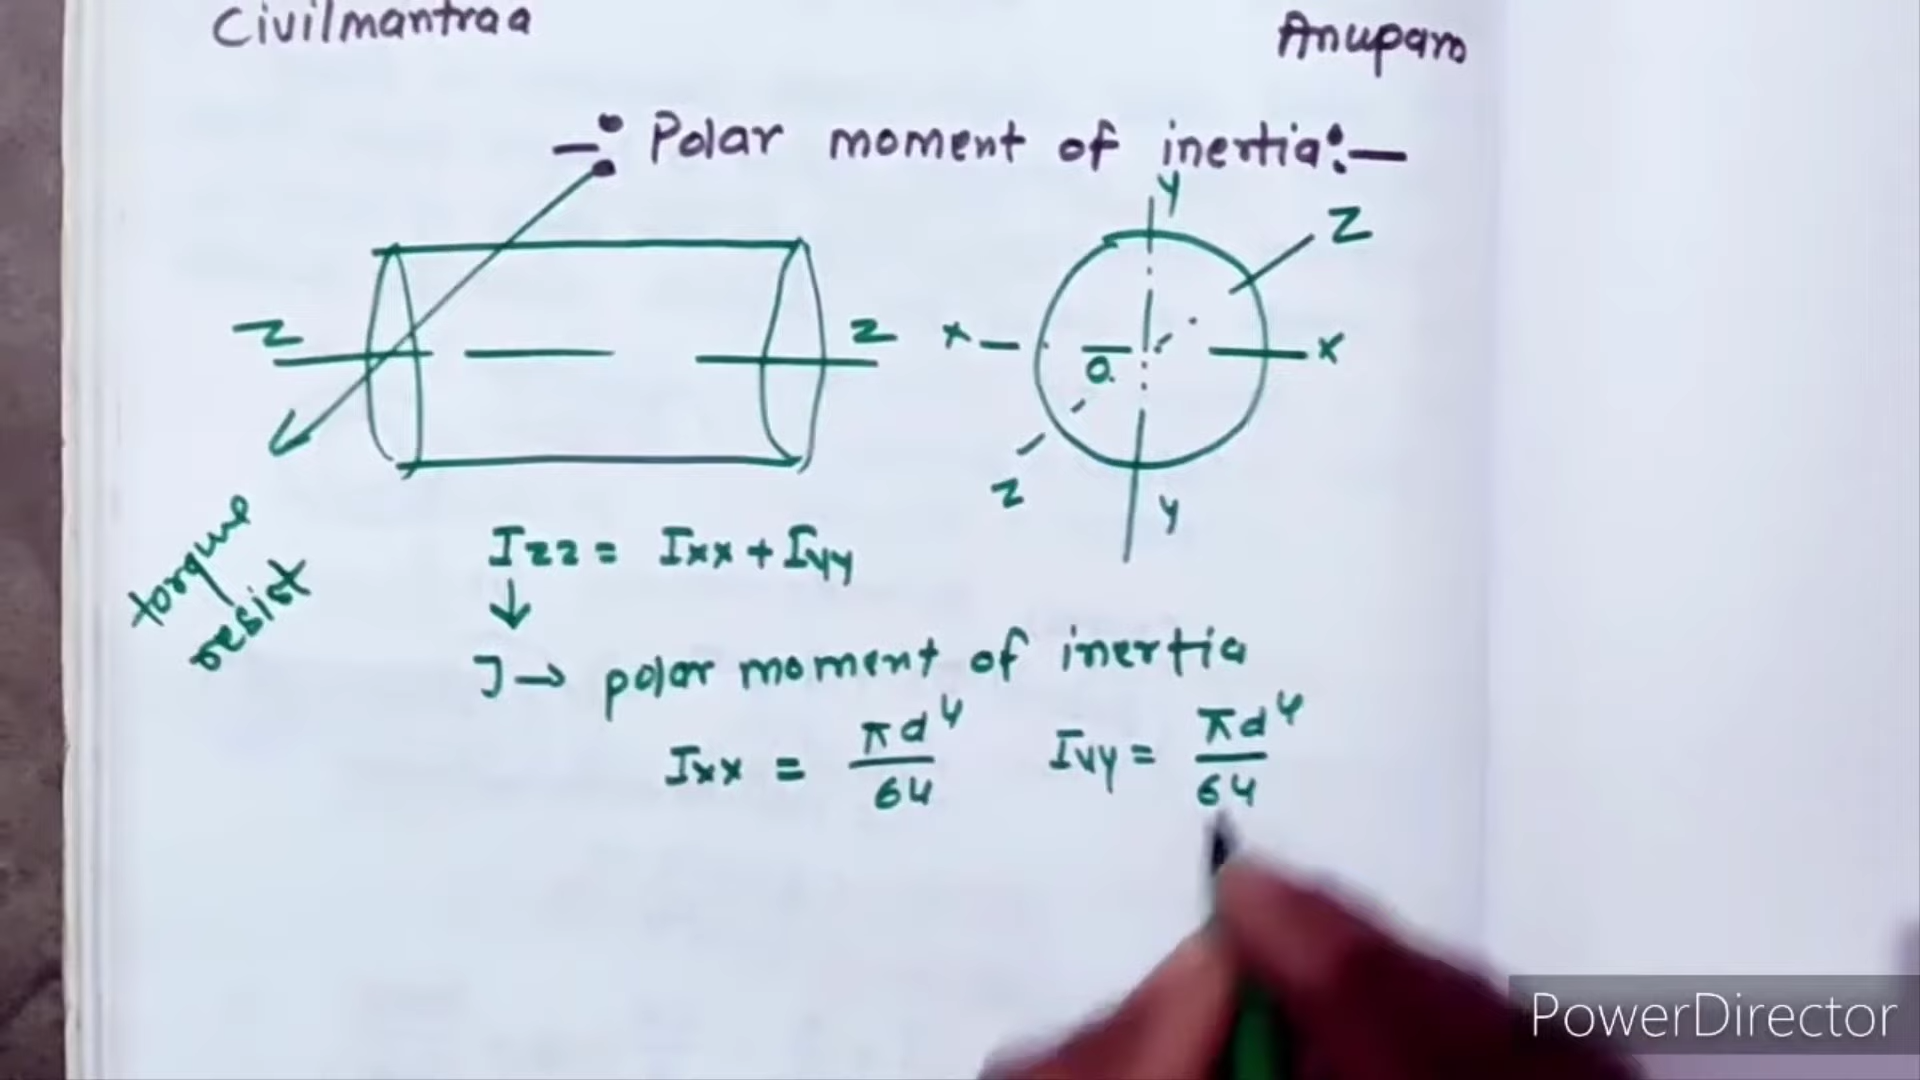 Civilmantraa
Anupam
-: Polar moment of inertia:-
y
Z
Z
Z
x
x
O
Z
y
torque
resist
Izz = Ixx + Iyy
↓
J → polar moment of inertia
Ixx = πd⁴/64 Iyy = πd⁴/64
PowerDirector